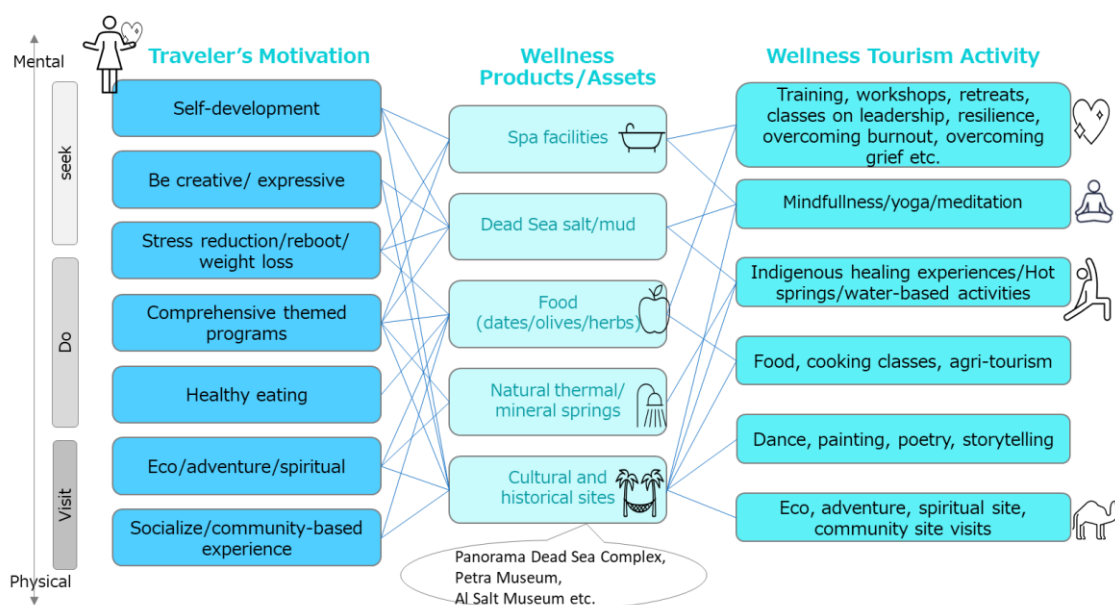 Mental
Traveler's Motivation
Wellness
Products/Assets
Wellness Tourism Activity
seek
Do
Visit
Physical
Self-development
Be creative/ expressive
Stress reduction/reboot/
weight loss
Comprehensive themed
programs
Healthy eating
Eco/adventure/spiritual
Socialize/community-based
experience
Spa facilities
Dead Sea salt/mud
Food
(dates/olives/herbs)
Natural thermal/
mineral springs
Cultural and
historical sites
Panorama Dead Sea Complex,
Petra Museum,
Al Salt Museum etc.
Training, workshops, retreats,
classes on leadership, resilience,
overcoming burnout, overcoming
grief etc.
Mindfullness/yoga/meditation
Indigenous healing experiences/Hot
springs/water-based activities
Food, cooking classes, agri-tourism
Dance, painting, poetry, storytelling
Eco, adventure, spiritual site,
community site visits